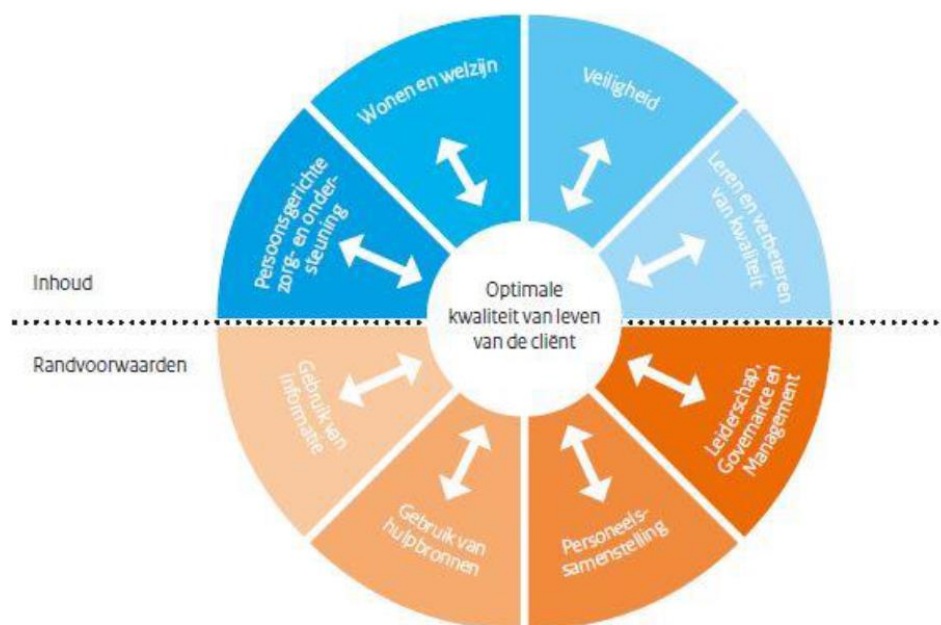 Wonen en welzijn
Veiligheid
Persoonsgerichte
zorg- en onder-
steuning
Leren en verbeteren
van kwaliteit
Inhoud
Optimale
kwaliteit van leven
van de cliënt
Randvoorwaarden
Gebruik van
informatie
Leiderschap,
Governance en
Management
Gebruik van
hulpbronnen
Personeels-
samenstelling